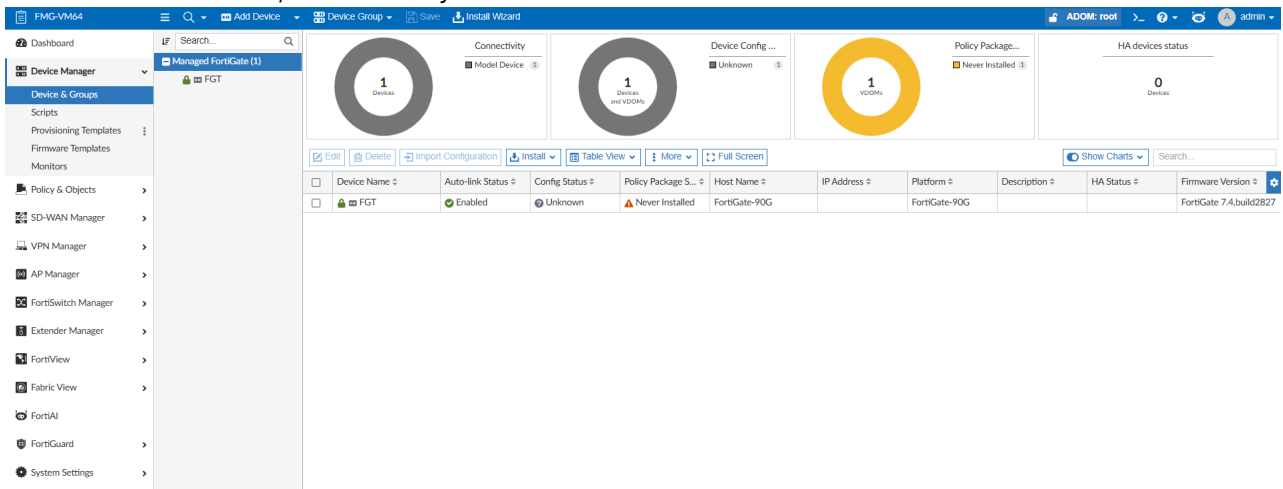 FMG-VM64
Add Device
Device Group
Save
Install Wizard
ADOM: root
admin
A
Dashboard
Device Manager
Device & Groups
Scripts
Provisioning Templates
Firmware Templates
Monitors
Policy & Objects
SD-WAN Manager
VPN Manager
AP Manager
FortiSwitch Manager
Extender Manager
FortiView
Fabric View
FortiAI
FortiGuard
System Settings
Search...
Managed FortiGate (1)
FGT
1
Devices
Connectivity
Model Device 1
1
Devices
and VDOMs
Device Config ...
Unknown 1
1
VDOMs
Policy Package...
Never Installed 1
HA devices status
0
Devices
Edit Delete Import Configuration Install Table View More Full Screen Show Charts Search...
Device Name Auto-link Status Config Status Policy Package S... Host Name IP Address Platform Description HA Status Firmware Version
FGT Enabled Unknown Never Installed FortiGate-90G FortiGate-90G FortiGate 7.4,build2827